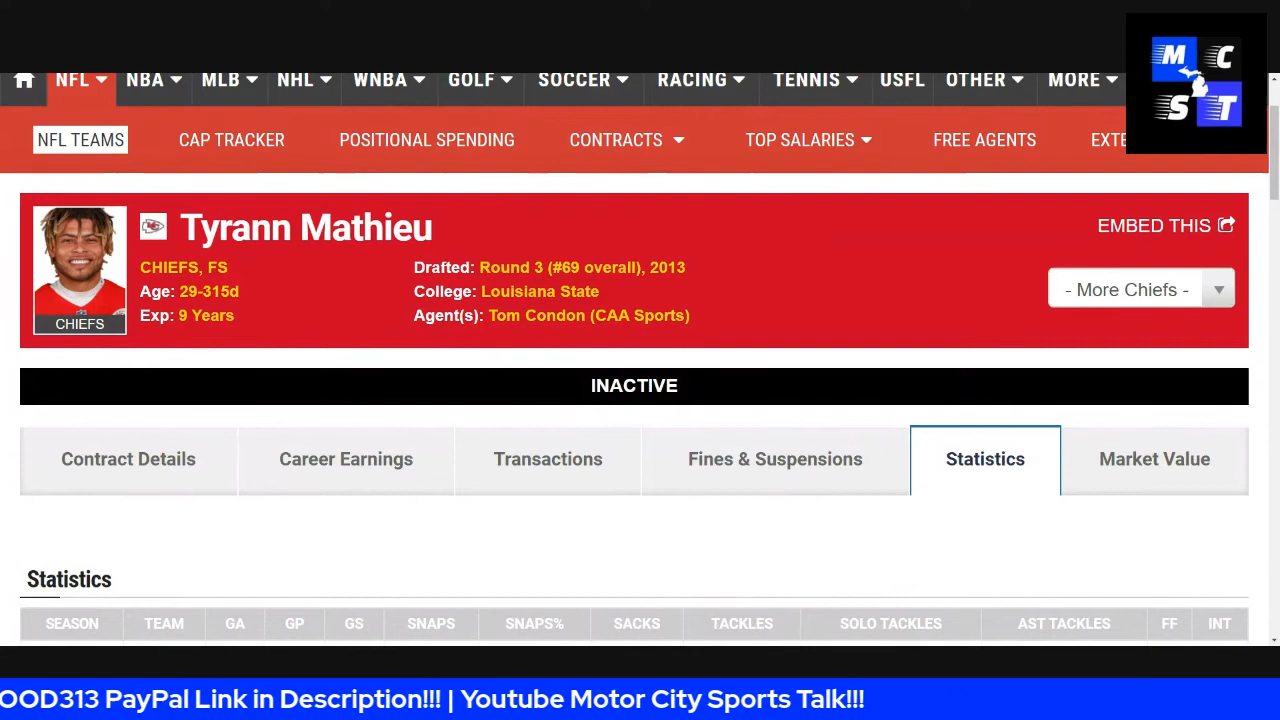 M C
S T
NFL NBA MLB NHL WNBA GOLF SOCCER RACING TENNIS USFL OTHER MORE
NFL TEAMS CAP TRACKER POSITIONAL SPENDING CONTRACTS TOP SALARIES FREE AGENTS EXTE
Tyrann Mathieu
EMBED THIS
CHIEFS, FS
Drafted: Round 3 (#69 overall), 2013
Age: 29-315d
College: Louisiana State
- More Chiefs -
Exp: 9 Years
Agent(s): Tom Condon (CAA Sports)
CHIEFS
INACTIVE
Contract Details Career Earnings Transactions Fines & Suspensions Statistics Market Value
Statistics
SEASON TEAM GA GP GS SNAPS SNAPS% SACKS TACKLES SOLO TACKLES AST TACKLES FF INT
OOD313 PayPal Link in Description!!! | Youtube Motor City Sports Talk!!!